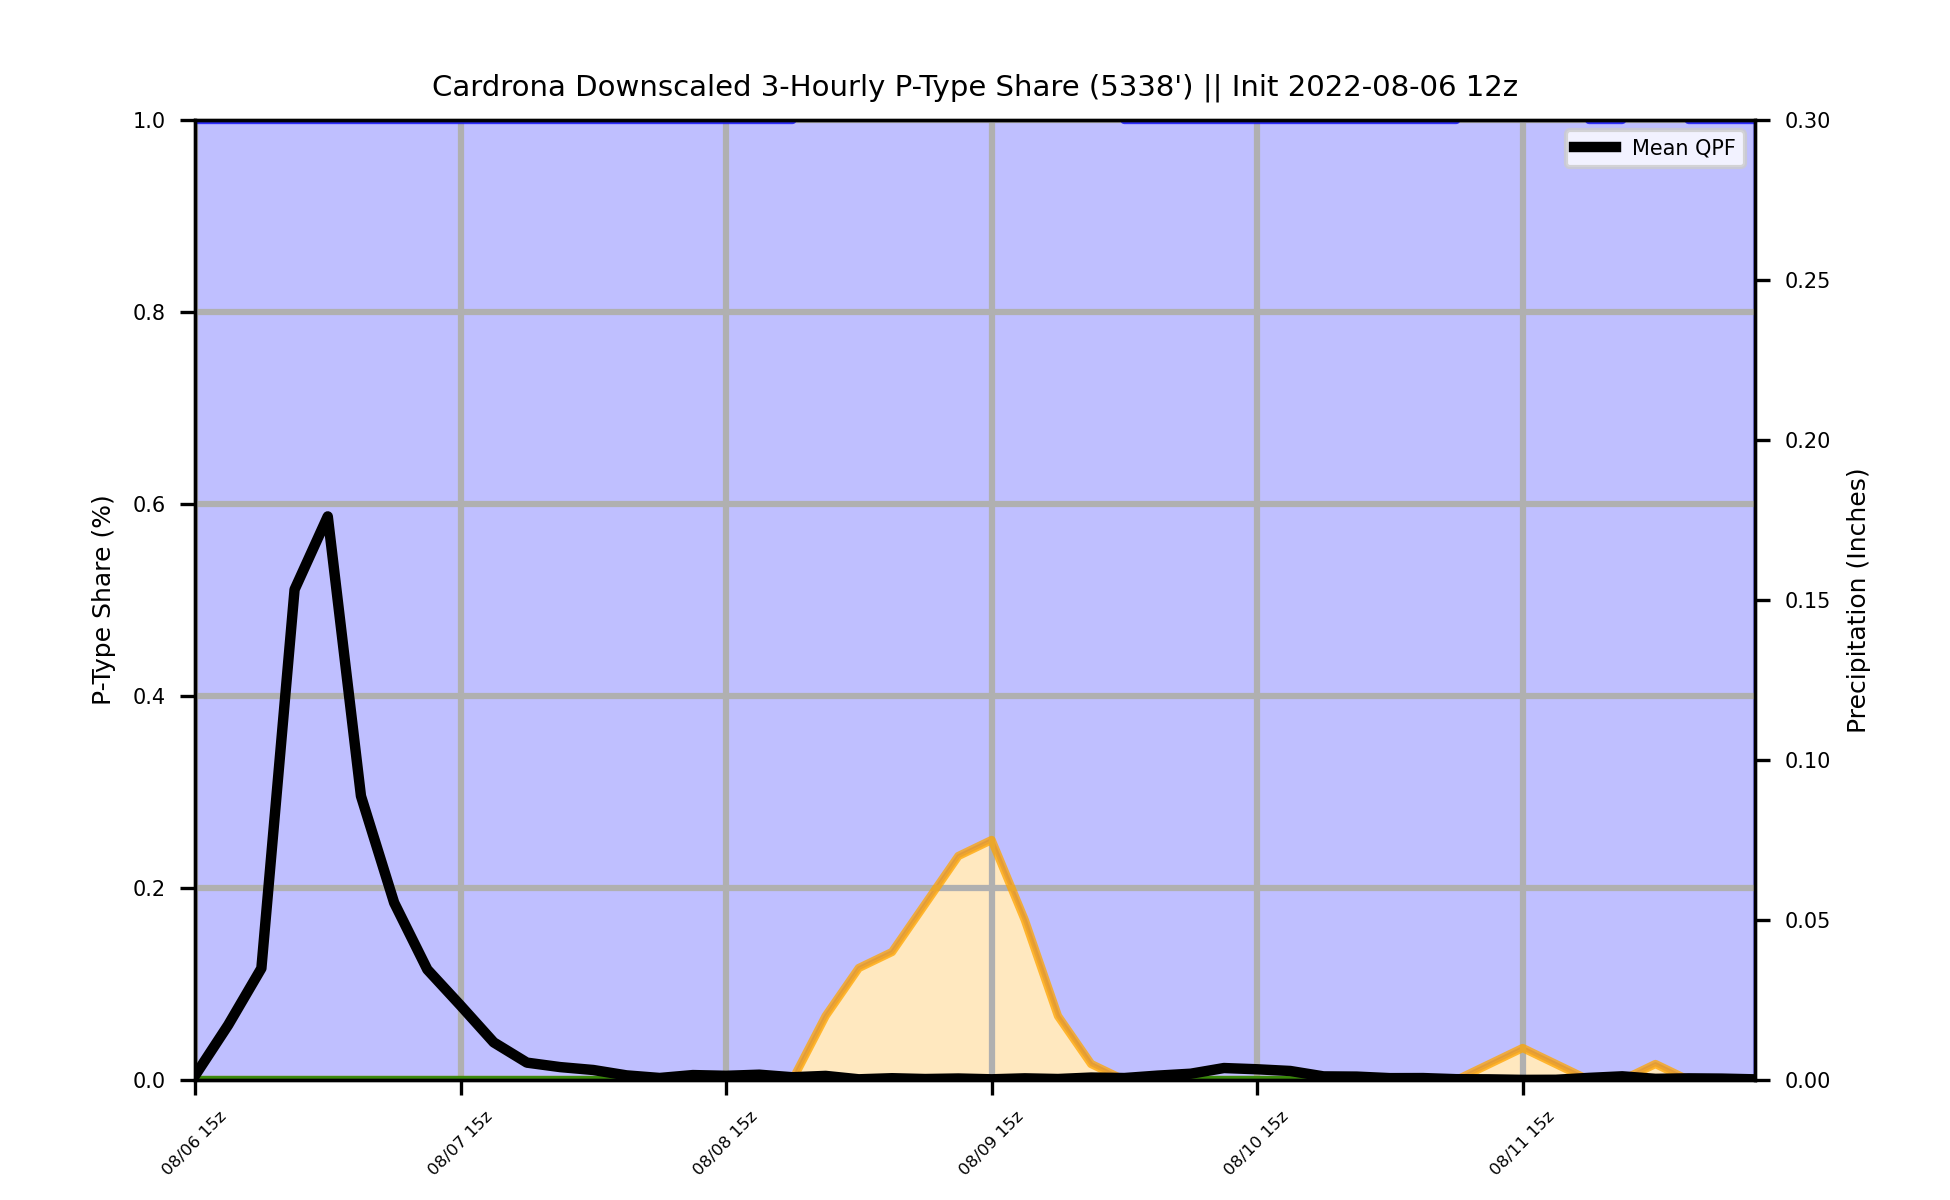 Cardrona Downscaled 3-Hourly P-Type Share (5338') || Init 2022-08-06 12z
Mean QPF
P-Type Share (%)
1.0
0.8
0.6
0.4
0.2
0.0
0.30
0.25
0.20
0.15
0.10
0.05
0.00
Precipitation (Inches)
08/06 15z
08/07 15z
08/08 15z
08/09 15z
08/10 15z
08/11 15z